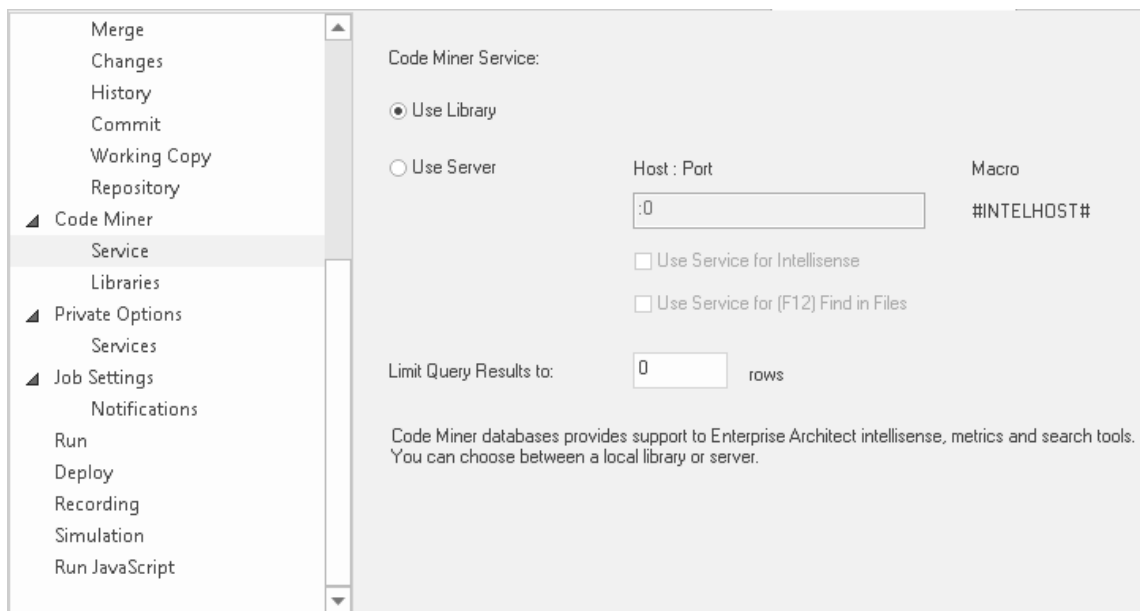 Merge
Changes
History
Commit
Working Copy
Repository
Code Miner
Service
Libraries
Private Options
Services
Job Settings
Notifications
Run
Deploy
Recording
Simulation
Run JavaScript
Code Miner Service:
Use Library
Use Server Host : Port Macro
:0 #INTELHOST#
Use Service for Intellisense
Use Service for (F12) Find in Files
Limit Query Results to: 0 rows
Code Miner databases provides support to Enterprise Architect intellisense, metrics and search tools.
You can choose between a local library or server.